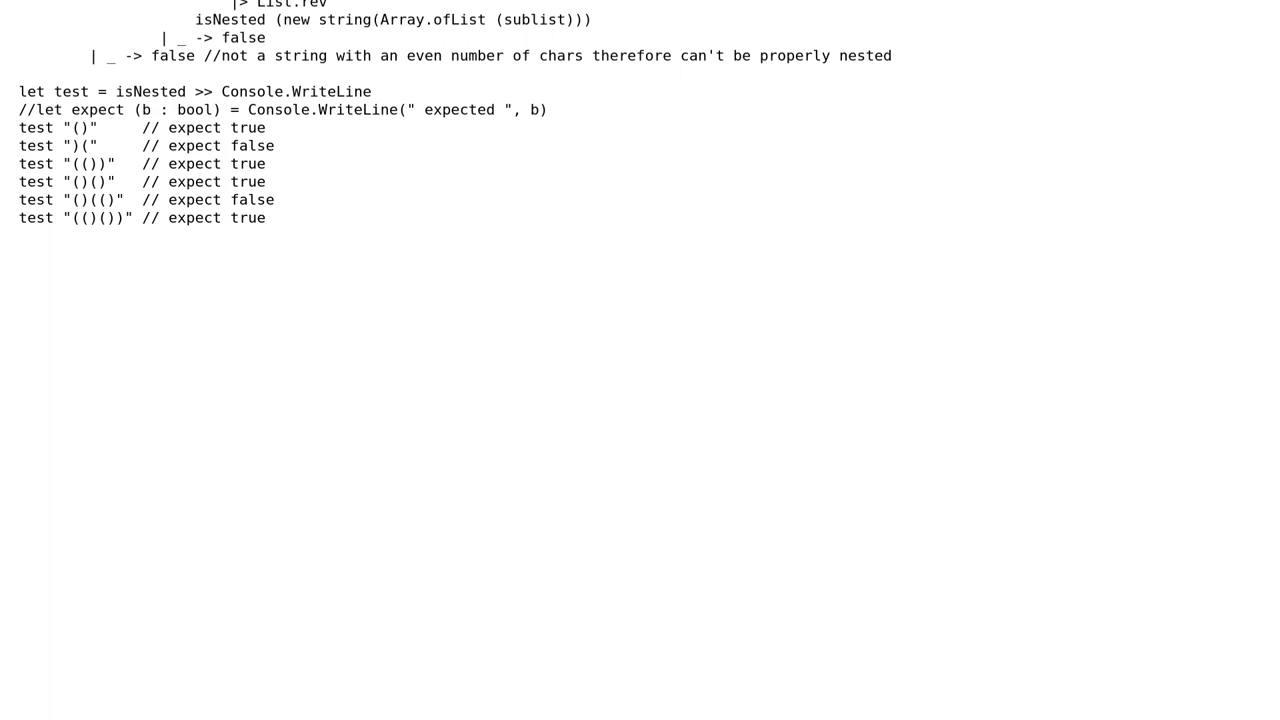 |> List.rev
isNested (new string(Array.ofList (sublist)))
| _ -> false
| _ -> false //not a string with an even number of chars therefore can't be properly nested
let test = isNested >> Console.WriteLine
//let expect (b : bool) = Console.WriteLine(" expected ", b)
test "()"     // expect true
test ")("     // expect false
test "(())"   // expect true
test "()()"   // expect true
test "()(()"  // expect false
test "(()())" // expect true